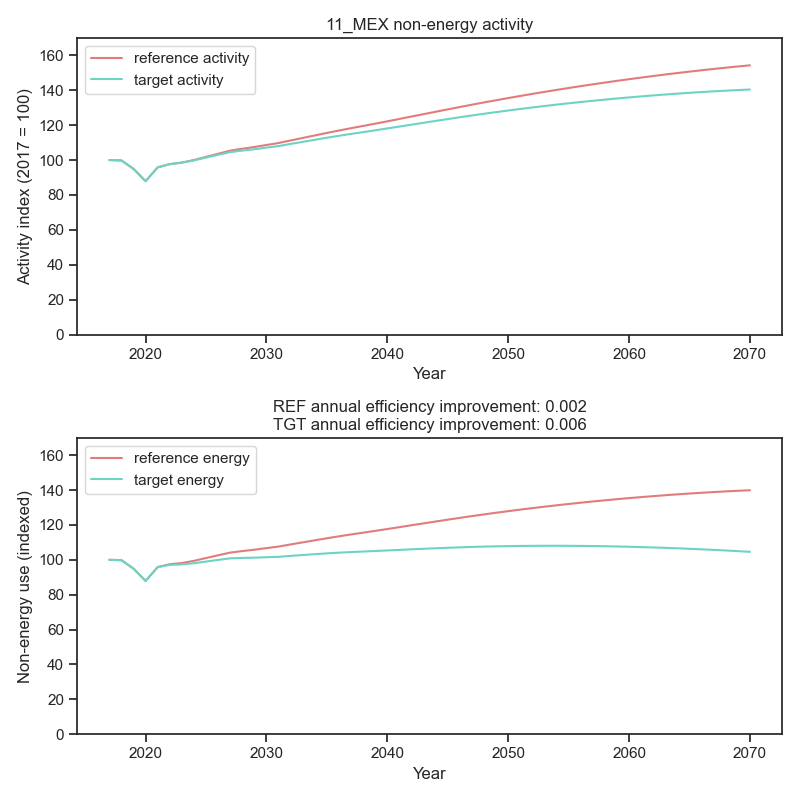 11_MEX non-energy activity
reference activity
target activity
160
140
120
100
80
60
40
20
0
Activity index (2017 = 100)
2020 2030 2040 2050 2060 2070
Year
REF annual efficiency improvement: 0.002
TGT annual efficiency improvement: 0.006
reference energy
target energy
160
140
120
100
80
60
40
20
0
Non-energy use (indexed)
2020 2030 2040 2050 2060 2070
Year